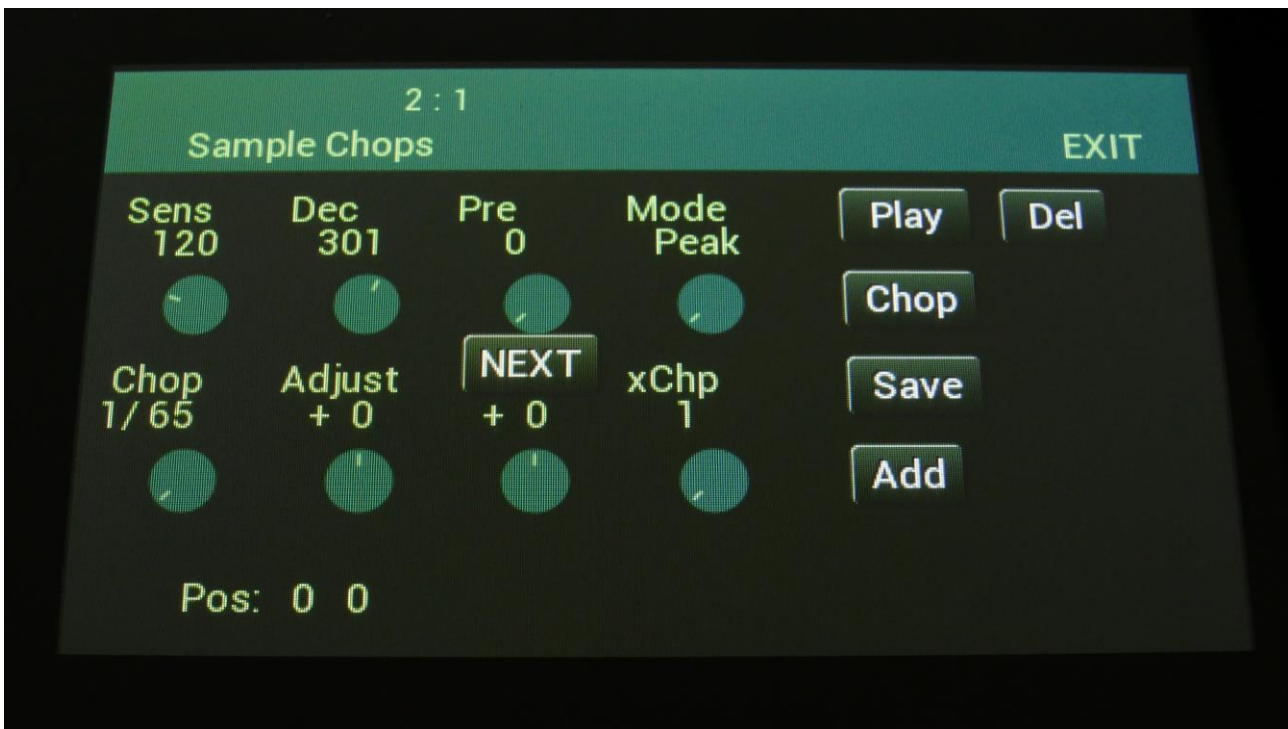 2 : 1
Sample Chops EXIT
Sens Dec Pre Mode Play Del
120 301 0 Peak
Chop
NEXT
Chop Adjust xChp Save
1/ 65 + 0 + 0 1
Add
Pos: 0 0